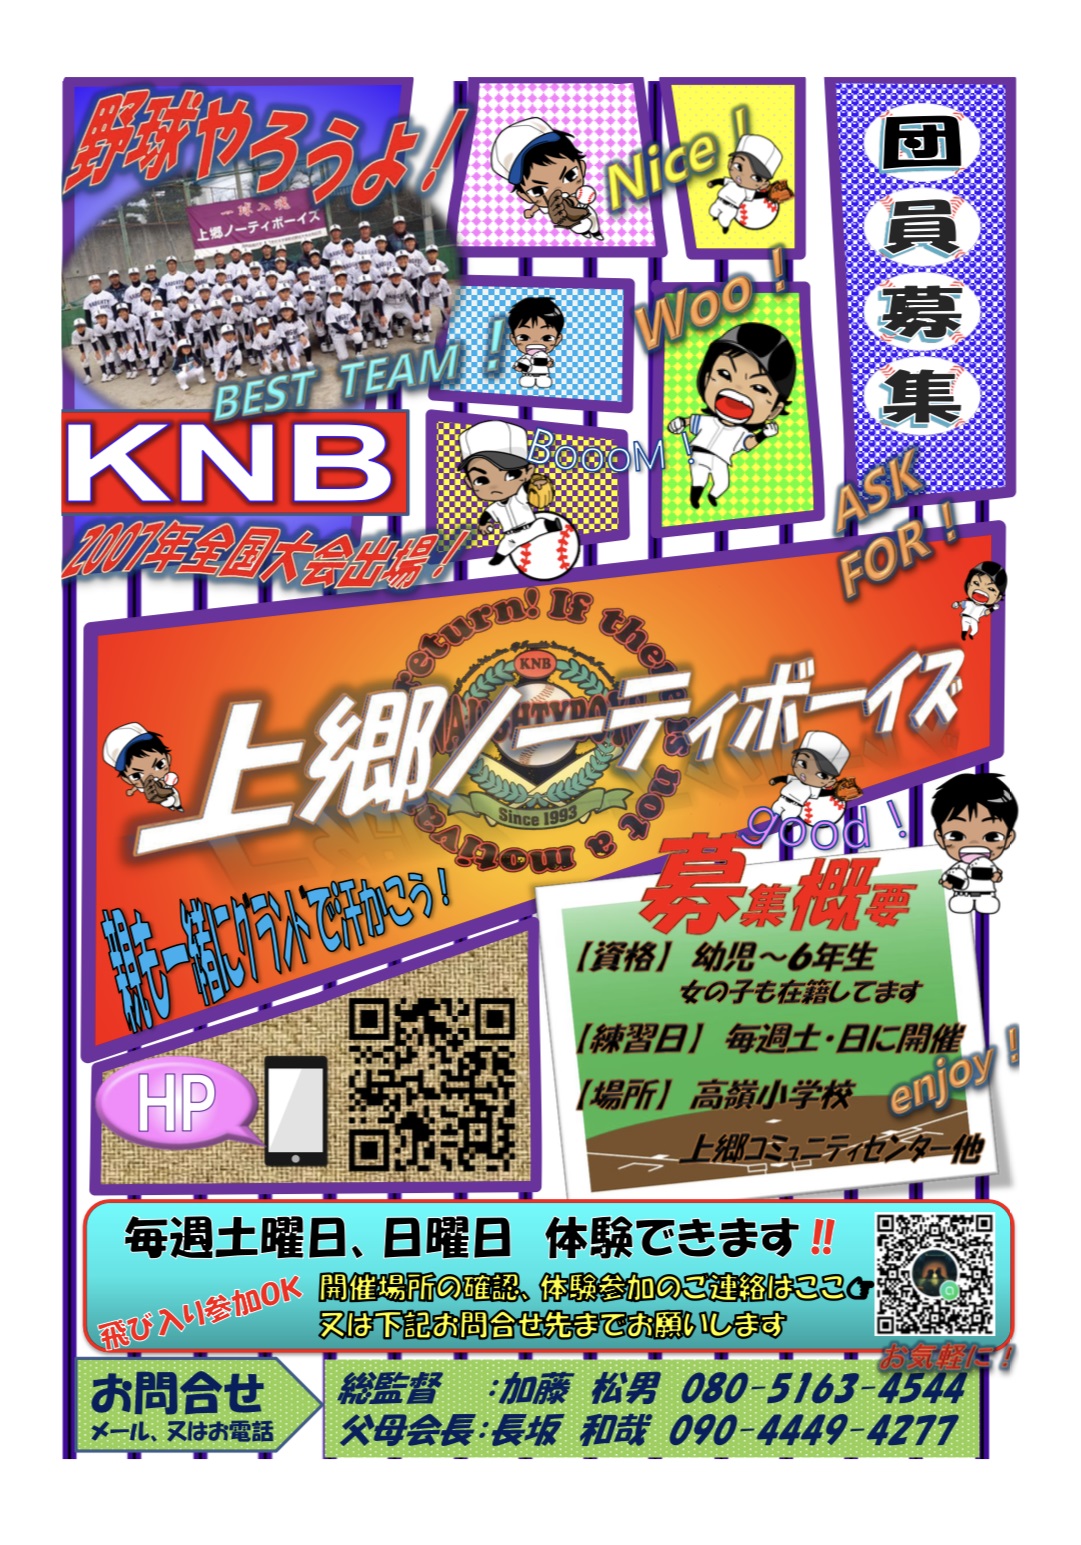 野球やろうよ！
一球入魂
上郷ノーティボーイズ
BEST TEAM！
KNB
2007年全国大会出場！
Nice！
Woo！
BoooM！
団員募集
ASK
FOR！
return! If there is not a motiva
KNB
上郷ノーティボーイズ
Since 1993
good！
親も一緒にグランドで汗かこう！
募集概要
【資格】 幼児～6年生
女の子も在籍してます
【練習日】 毎週土・日に開催
【場所】 高嶺小学校
上郷コミュニティセンター他
enjoy！
HP
毎週土曜日、日曜日 体験できます!!
飛び入り参加OK
開催場所の確認、体験参加のご連絡はここ
又は下記お問合せ先までお願いします
お気軽に！
お問合せ
メール、又はお電話
総監督 ：加藤 松男 080-5163-4544
父母会長：長坂 和哉 090-4449-4277